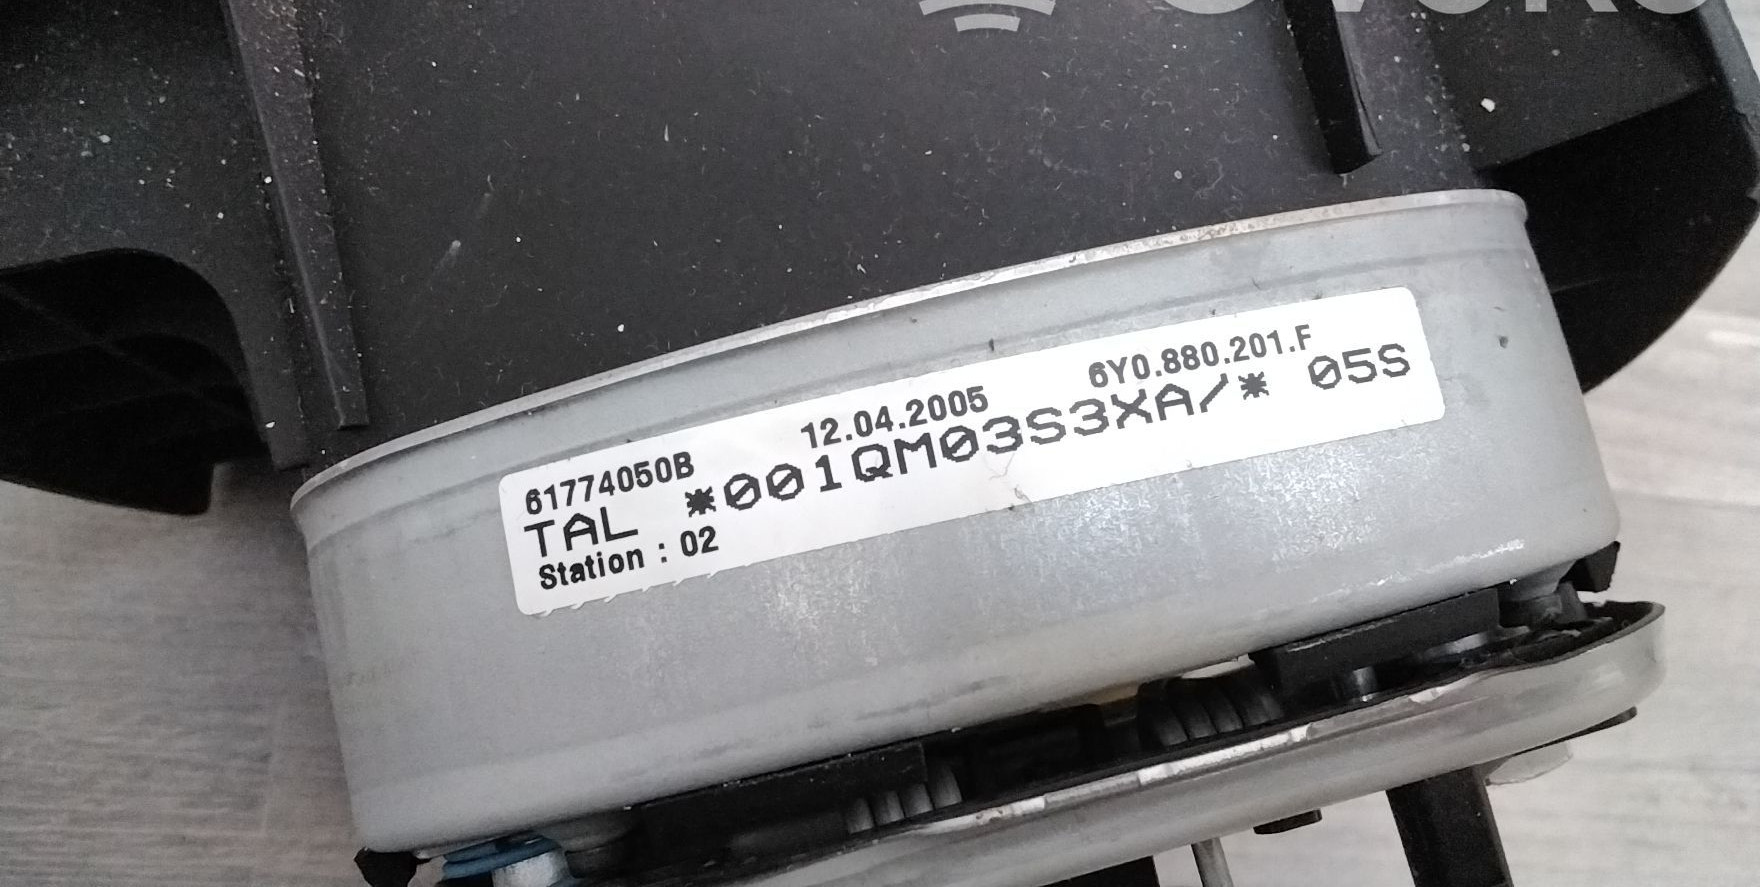 61774050B 12.04.2005 6Y0.880.201.F
TAL *001QM03S3XA/* 05S
Station : 02